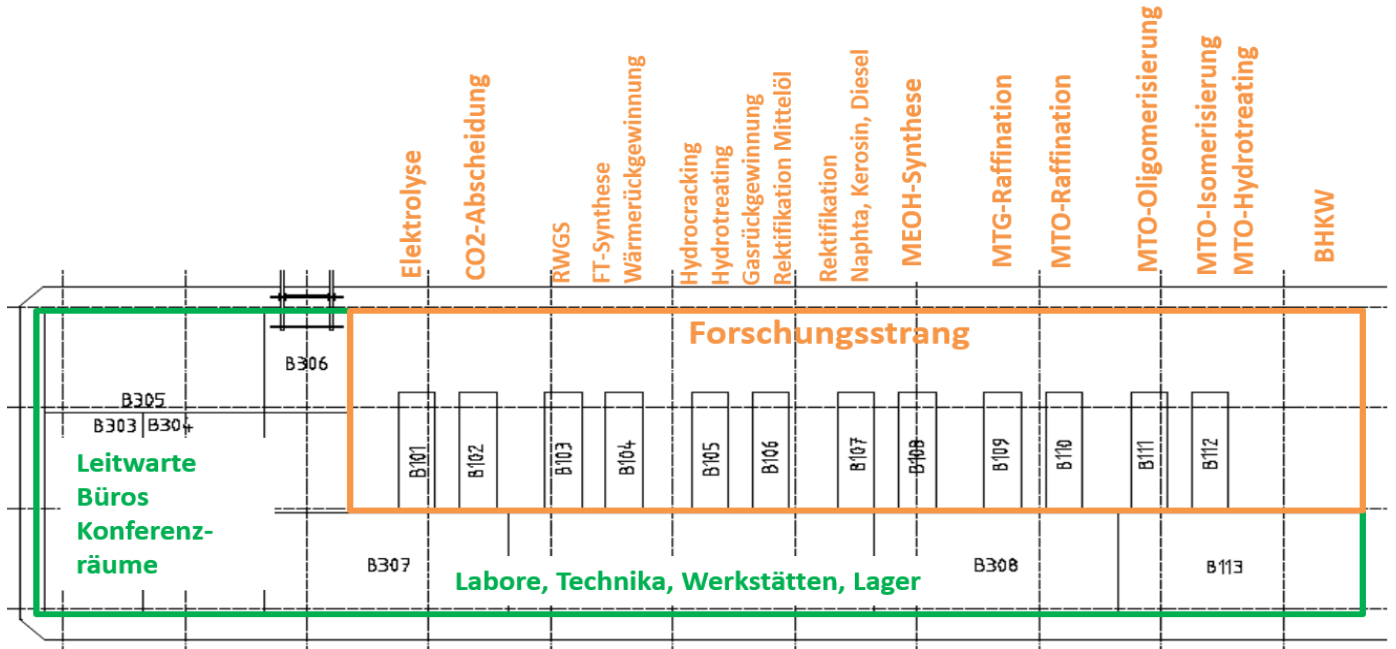 Elektrolyse
CO2-Abscheidung
RWGS
FT-Synthese
Wärmerückgewinnung
Hydrocracking
Hydrotreating
Gasrückgewinnung
Rektifikation Mittelöl
Rektifikation
Naphta, Kerosin, Diesel
MEOH-Synthese
MTG-Raffination
MTO-Raffination
MTO-Oligomerisierung
MTO-Isomerisierung
MTO-Hydrotreating
BHKW
Forschungsstrang
B306
B305
B303
B304
B101
B102
B103
B104
B105
B106
B107
B108
B109
B110
B111
B112
Leitwarte
Büros
Konferenz-
räume
B307
Labore, Technika, Werkstätten, Lager
B308
B113